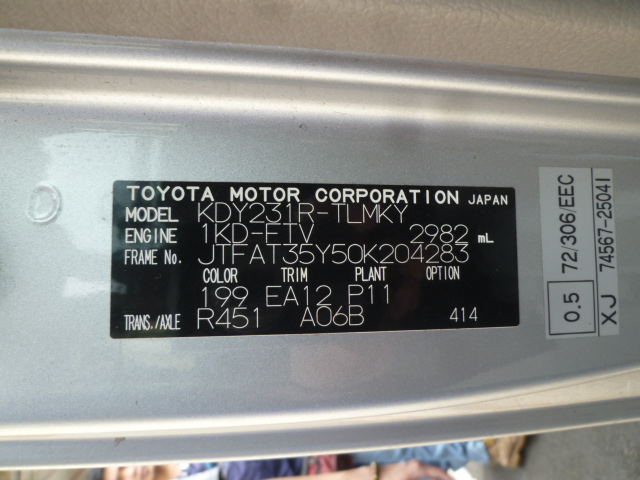 TOYOTA MOTOR CORPORATION JAPAN
MODEL KDY231R-TLMKY
ENGINE 1KD-ETV 2982 mL
FRAME No. JTFAT35Y50K204283
COLOR TRIM PLANT OPTION
199 EA12 P11
TRANS./AXLE R451 A06B 414
0.5 72/306/EEC
XJ 74567-25041